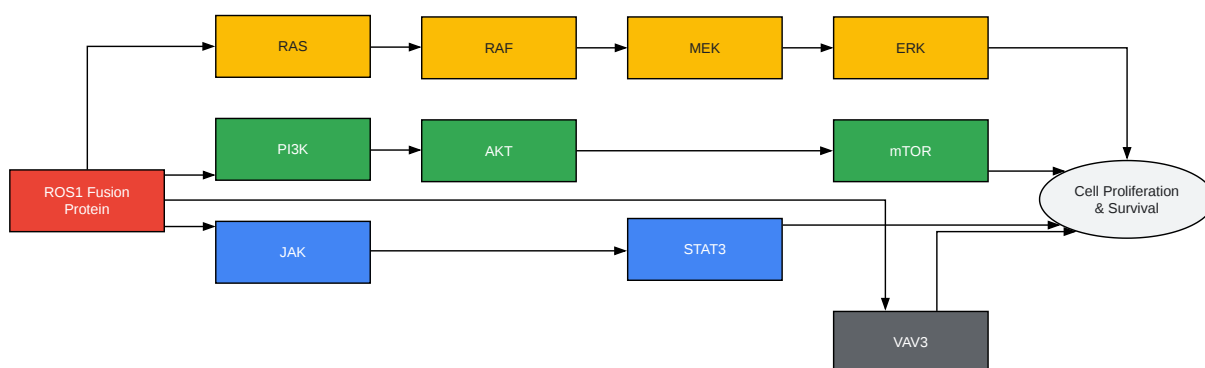 RAS
RAF
MEK
ERK
PI3K
AKT
mTOR
ROS1 Fusion
Protein
Cell Proliferation
& Survival
JAK
STAT3
VAV3